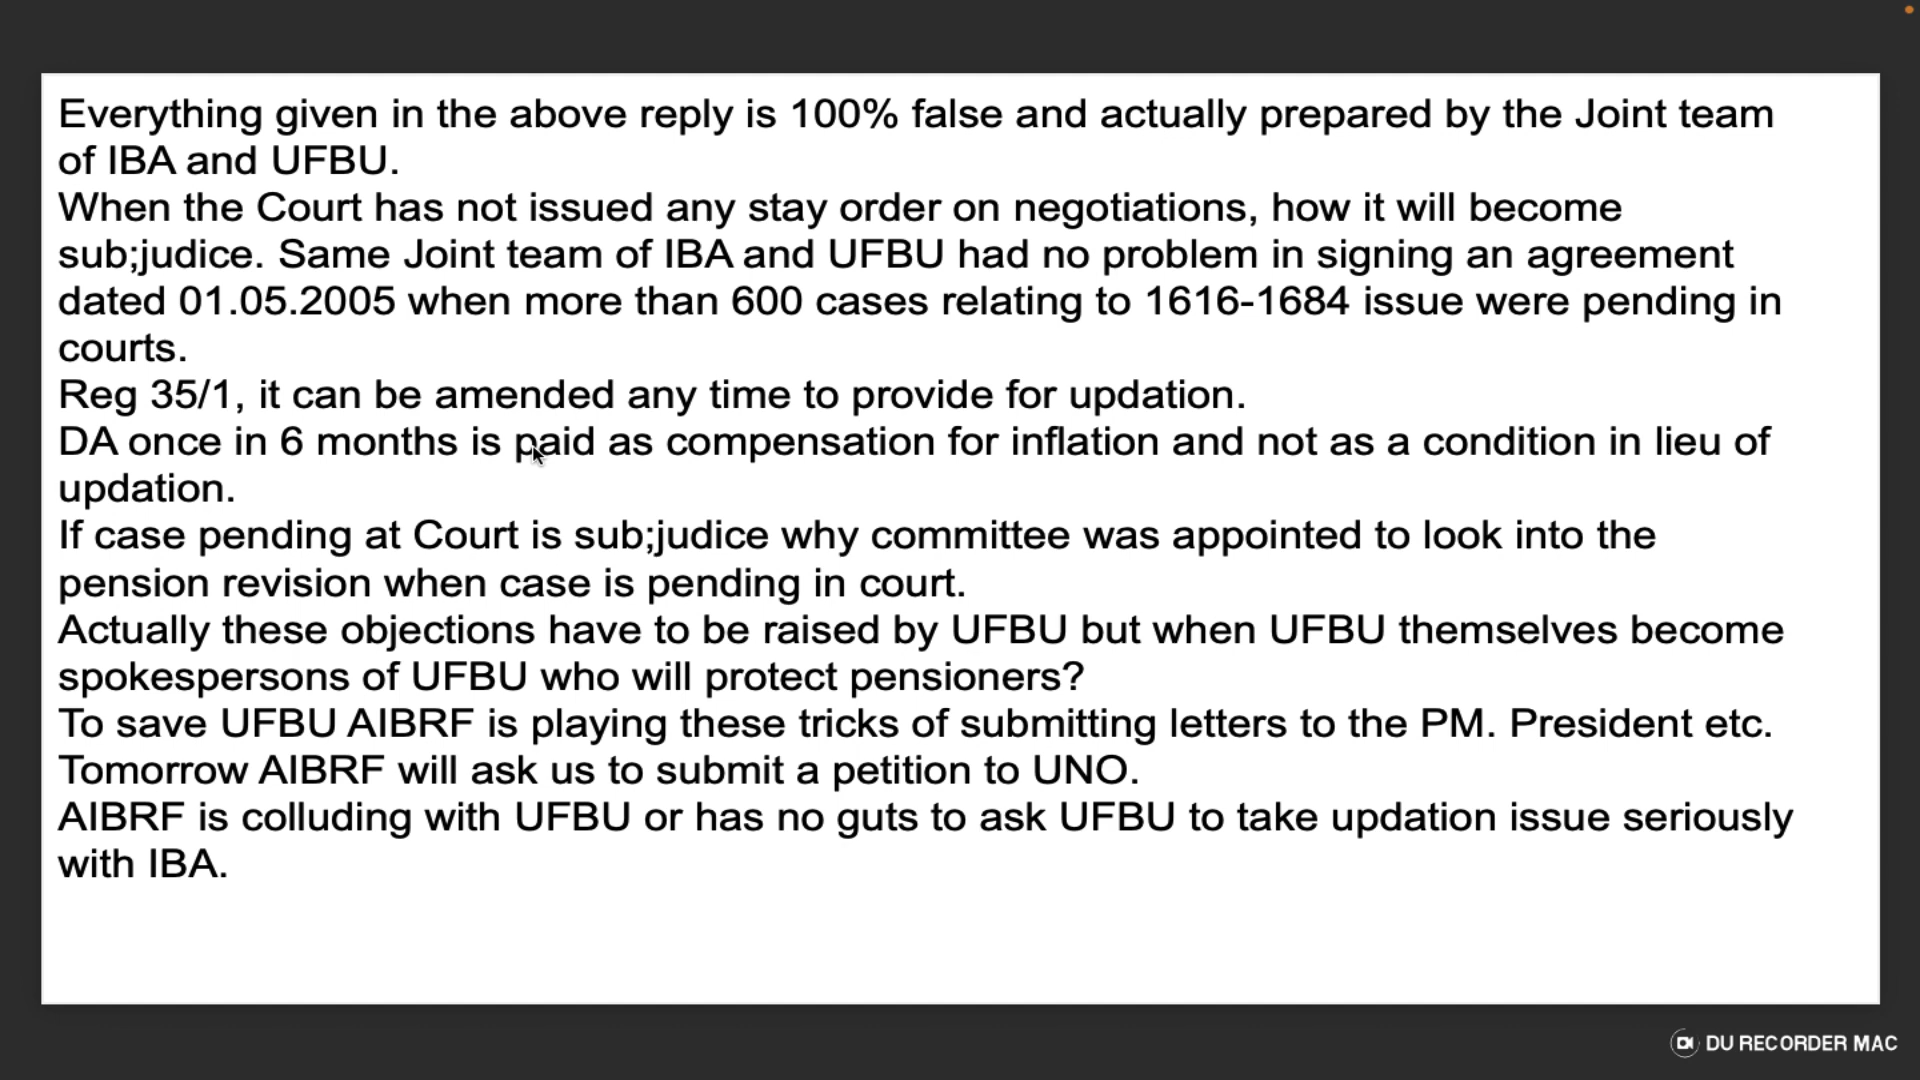 Everything given in the above reply is 100% false and actually prepared by the Joint team
of IBA and UFBU.
When the Court has not issued any stay order on negotiations, how it will become
sub;judice. Same Joint team of IBA and UFBU had no problem in signing an agreement
dated 01.05.2005 when more than 600 cases relating to 1616-1684 issue were pending in
courts.
Reg 35/1, it can be amended any time to provide for updation.
DA once in 6 months is paid as compensation for inflation and not as a condition in lieu of
updation.
If case pending at Court is sub;judice why committee was appointed to look into the
pension revision when case is pending in court.
Actually these objections have to be raised by UFBU but when UFBU themselves become
spokespersons of UFBU who will protect pensioners?
To save UFBU AIBRF is playing these tricks of submitting letters to the PM. President etc.
Tomorrow AIBRF will ask us to submit a petition to UNO.
AIBRF is colluding with UFBU or has no guts to ask UFBU to take updation issue seriously
with IBA.
DU RECORDER MAC